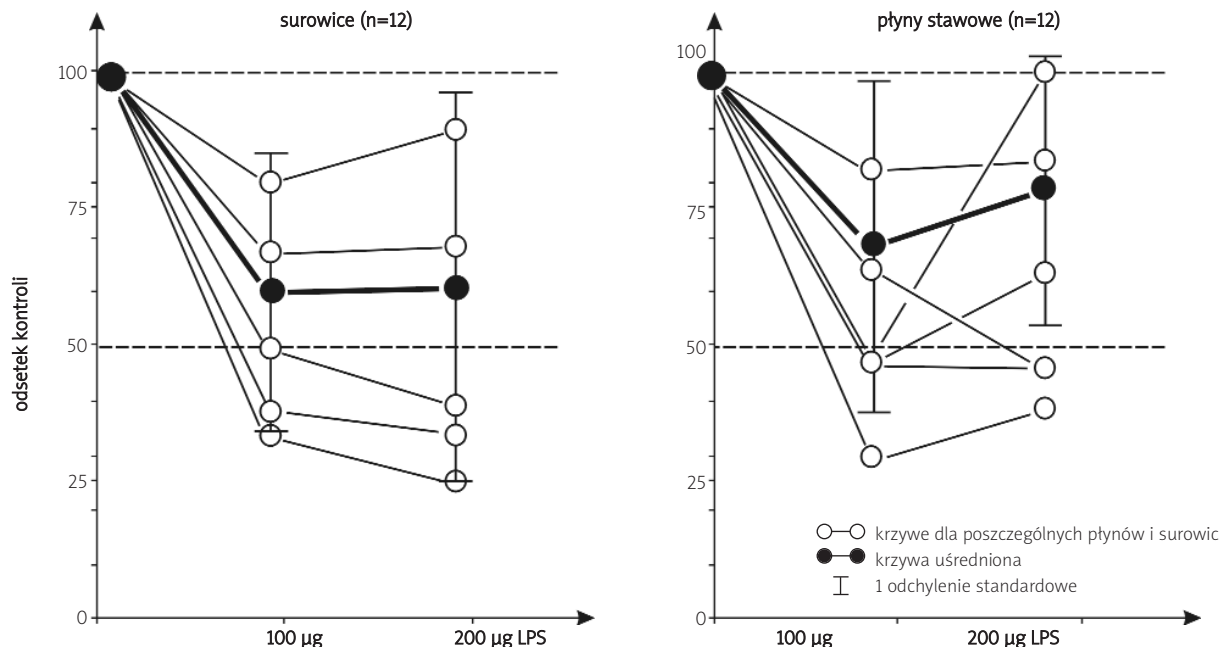 surowice (n=12)
100
75
50
25
0
odsetek kontroli
100 µg
200 µg LPS
płyny stawowe (n=12)
100
75
50
25
0
krzywe dla poszczególnych płynów i surowic
krzywa uśredniona
1 odchylenie standardowe
100 µg
200 µg LPS